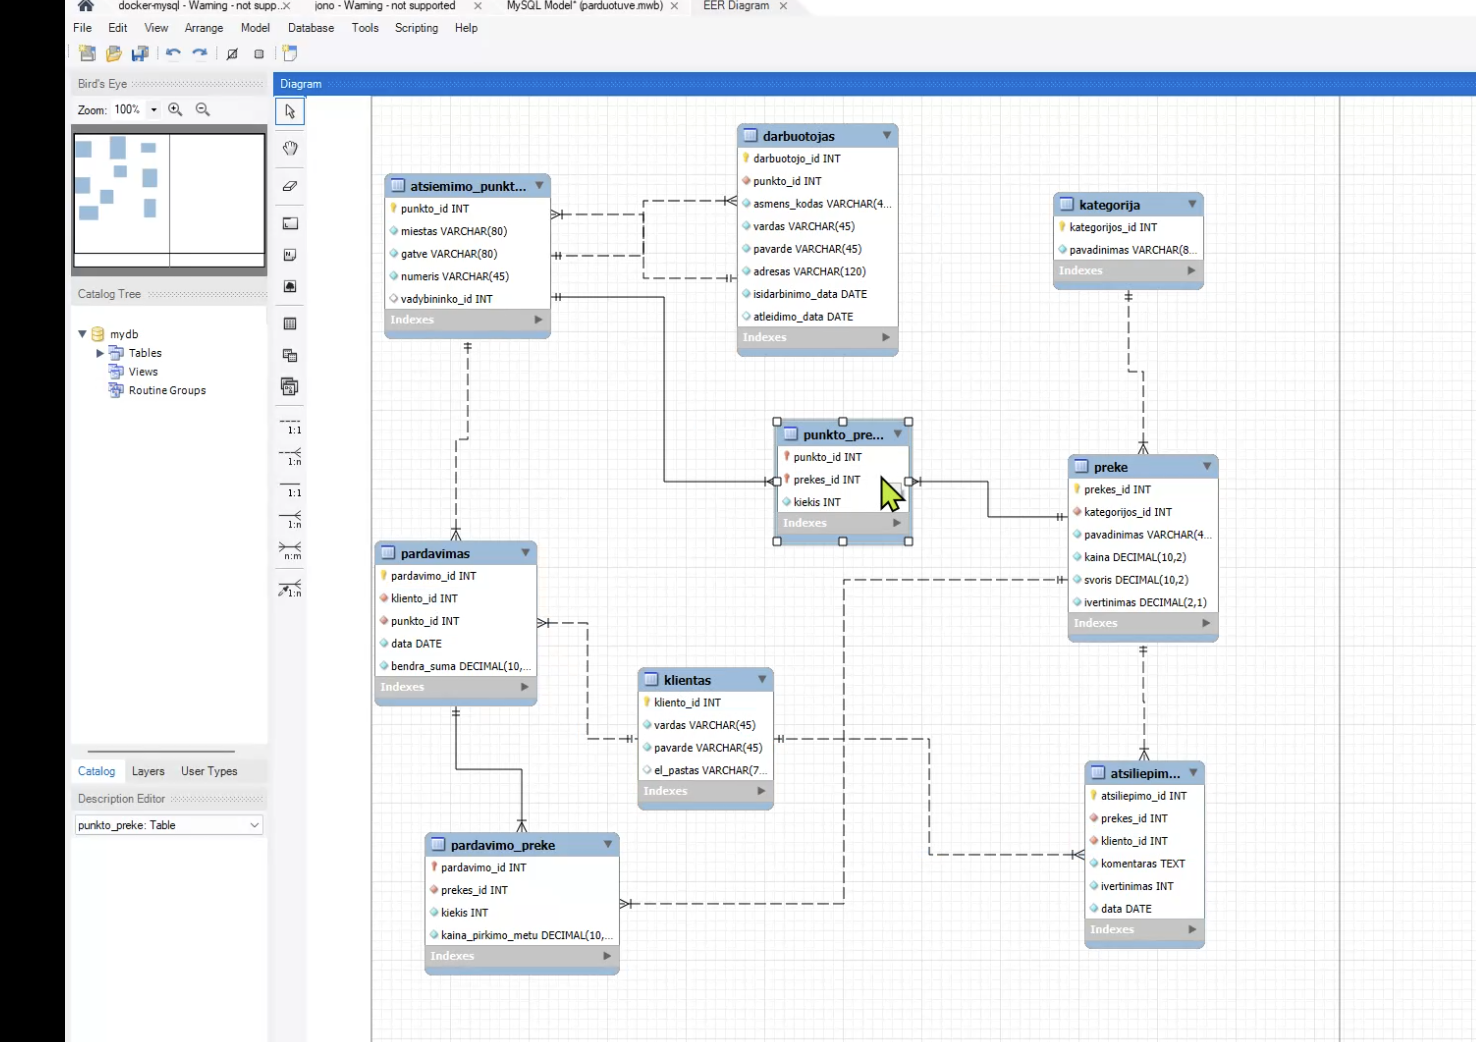 docker-mysql - Warning - not supp...
jono - Warning - not supported
MySQL Model* (parduotuve.mwb)
EER Diagram
File Edit View Arrange Model Database Tools Scripting Help
Bird's Eye
Zoom: 100%
Catalog Tree
mydb
Tables
Views
Routine Groups
Catalog Layers User Types
Description Editor
punkto_preke: Table
Diagram
1:1
1:n
1:1
1:n
n:m
1:n
atsiemimo_punkt...
punkto_id INT
miestas VARCHAR(80)
gatve VARCHAR(80)
numeris VARCHAR(45)
vadybininko_id INT
Indexes
darbuotojas
darbuotojo_id INT
punkto_id INT
asmens_kodas VARCHAR(4...
vardas VARCHAR(45)
pavarde VARCHAR(45)
adresas VARCHAR(120)
isidarbinimo_data DATE
atleidimo_data DATE
Indexes
kategorija
kategorijos_id INT
pavadinimas VARCHAR(8...
Indexes
punkto_pre...
punkto_id INT
prekes_id INT
kiekis INT
Indexes
preke
prekes_id INT
kategorijos_id INT
pavadinimas VARCHAR(4...
kaina DECIMAL(10,2)
svoris DECIMAL(10,2)
ivertinimas DECIMAL(2,1)
Indexes
pardavimas
pardavimo_id INT
kliento_id INT
punkto_id INT
data DATE
bendra_suma DECIMAL(10,...
Indexes
klientas
kliento_id INT
vardas VARCHAR(45)
pavarde VARCHAR(45)
el_pastas VARCHAR(7...
Indexes
atsiliepim...
atsiliepimo_id INT
prekes_id INT
kliento_id INT
komentaras TEXT
ivertinimas INT
data DATE
Indexes
pardavimo_preke
pardavimo_id INT
prekes_id INT
kiekis INT
kaina_pirkimo_metu DECIMAL(10,...
Indexes